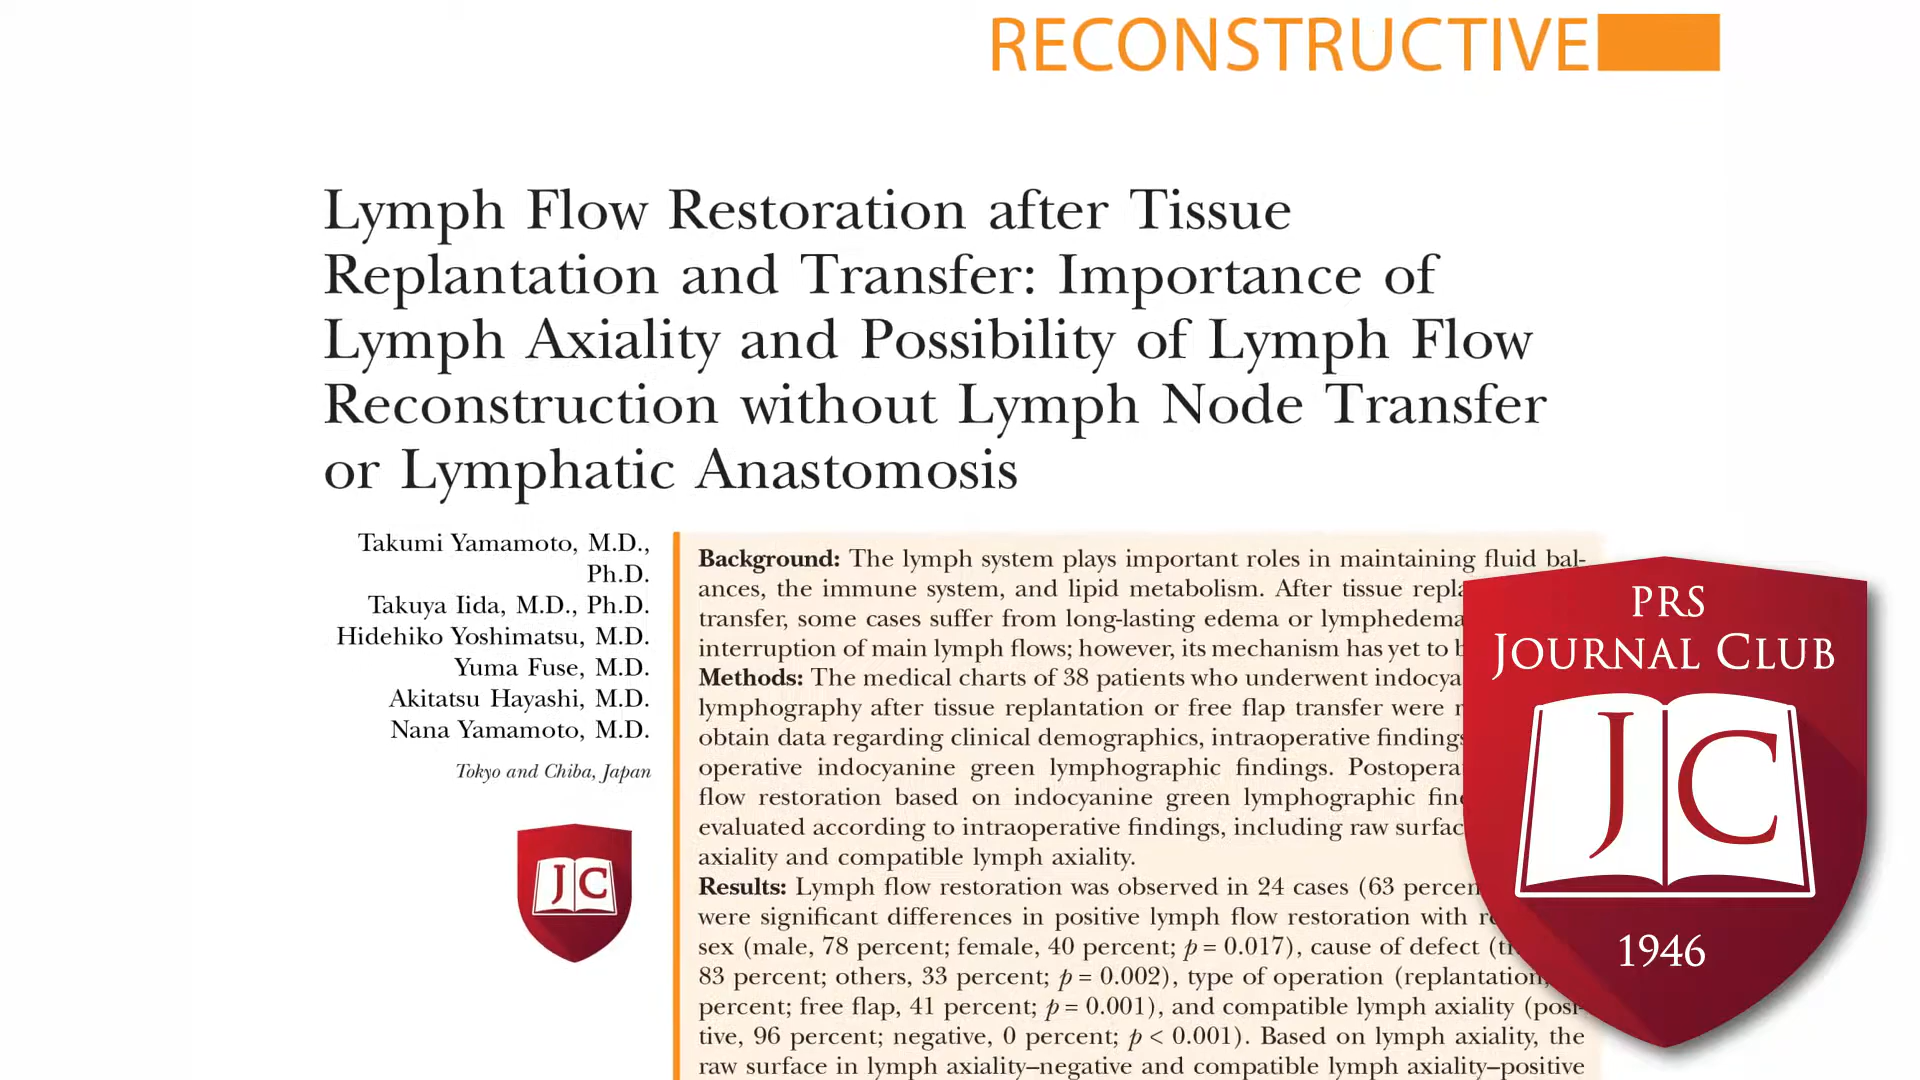 RECONSTRUCTIVE
Lymph Flow Restoration after Tissue
Replantation and Transfer: Importance of
Lymph Axiality and Possibility of Lymph Flow
Reconstruction without Lymph Node Transfer
or Lymphatic Anastomosis
Takumi Yamamoto, M.D.,
Ph.D.
Takuya Iida, M.D., Ph.D.
Hidehiko Yoshimatsu, M.D.
Yuma Fuse, M.D.
Akitatsu Hayashi, M.D.
Nana Yamamoto, M.D.
Tokyo and Chiba, Japan
JC
Background: The lymph system plays important roles in maintaining fluid bal-
ances, the immune system, and lipid metabolism. After tissue
transfer, some cases suffer from long-lasting edema or lymphedema
interruption of main lymph flows; however, its mechanism has yet to
Methods: The medical charts of 38 patients who underwent
lymphography after tissue replantation or free flap transfer were
obtain data regarding clinical demographics, intraoperative findings
operative indocyanine green lymphographic findings.
flow restoration based on indocyanine green lymphographic
evaluated according to intraoperative findings, including raw
axiality and compatible lymph axiality.
Results: Lymph flow restoration was observed in 24 cases (63
were significant differences in positive lymph flow restoration with
sex (male, 78 percent; female, 40 percent; p = 0.017), cause of defect
83 percent; others, 33 percent; p = 0.002), type of operation (replantation,
percent; free flap, 41 percent; p = 0.001), and compatible lymph axiality (posi-
tive, 96 percent; negative, 0 percent; p < 0.001). Based on lymph axiality, the
raw surface in lymph axiality–negative and compatible lymph axiality–positive
PRS
JOURNAL CLUB
JC
1946